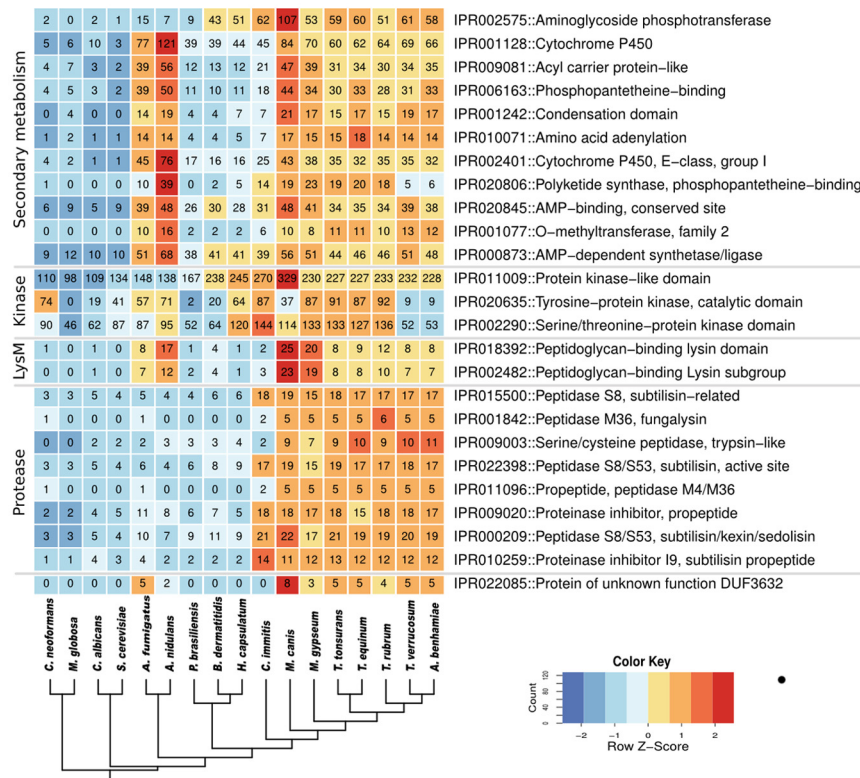 Secondary metabolism
2 0 2 1 15 7 9 43 51 62 107 53 59 60 51 61 58 IPR002575::Aminoglycoside phosphotransferase
5 6 10 3 77 121 39 39 44 45 84 70 60 62 64 69 66 IPR001128::Cytochrome P450
4 7 3 2 39 56 12 13 12 21 47 39 31 34 30 34 35 IPR009081::Acyl carrier protein-like
4 5 3 2 39 50 11 10 11 18 44 34 30 33 28 31 33 IPR006163::Phosphopantetheine-binding
0 4 0 0 14 19 0 4 7 7 21 17 15 17 15 19 17 IPR001242::Condensation domain
1 2 1 1 14 14 4 4 5 7 17 15 15 18 14 14 14 IPR010071::Amino acid adenylation
4 2 1 1 45 76 17 16 16 25 43 38 35 32 35 35 32 IPR002401::Cytochrome P450, E-class, group I
1 0 0 0 10 39 0 2 5 14 19 23 19 20 18 5 6 IPR020806::Polyketide synthase, phosphopantetheine-binding
6 9 5 9 39 48 26 30 28 31 48 41 35 34 34 39 38 IPR020845::AMP-binding, conserved site
0 0 0 0 10 16 2 2 2 6 10 8 11 11 10 13 12 IPR001077::O-methyltransferase, family 2
9 12 10 10 51 68 38 41 41 39 56 51 44 46 46 51 48 IPR000873::AMP-dependent synthetase/ligase
Kinase
110 98 109 134 148 138 167 238 245 270 329 230 227 227 233 232 228 IPR011009::Protein kinase-like domain
74 0 19 41 57 71 2 20 64 87 37 87 91 87 92 9 9 IPR020635::Tyrosine-protein kinase, catalytic domain
90 46 62 87 87 95 52 64 120 144 114 133 133 127 136 52 53 IPR002290::Serine/threonine-protein kinase domain
LysM
1 0 1 0 8 17 1 4 1 2 25 20 8 9 12 8 8 IPR018392::Peptidoglycan-binding lysin domain
0 0 1 0 7 12 2 4 1 3 23 19 8 8 10 7 7 IPR002482::Peptidoglycan-binding Lysin subgroup
Protease
3 3 5 4 5 4 4 6 6 18 19 15 18 17 17 17 17 IPR015500::Peptidase S8, subtilisin-related
1 0 0 0 1 0 0 0 0 2 5 5 5 5 6 5 5 IPR001842::Peptidase M36, fungalysin
0 0 2 2 2 3 3 3 4 2 9 7 9 10 9 10 11 IPR009003::Serine/cysteine peptidase, trypsin-like
3 3 5 4 6 4 6 8 9 17 19 15 19 17 17 18 17 IPR022398::Peptidase S8/S53, subtilisin, active site
1 0 0 0 1 0 0 0 0 2 5 5 5 5 5 5 5 IPR011096::Propeptide, peptidase M4/M36
2 2 4 5 11 8 6 7 5 18 18 17 18 15 18 18 17 IPR009020::Proteinase inhibitor, propeptide
3 3 5 4 10 7 9 11 9 21 22 17 21 19 19 20 19 IPR000209::Peptidase S8/S53, subtilisin/kexin/sedolisin
1 1 4 3 4 2 2 2 2 14 11 12 13 12 12 12 12 IPR010259::Proteinase inhibitor I9, subtilisin propeptide
0 0 0 0 5 2 0 0 0 0 8 3 5 5 4 5 5 IPR022085::Protein of unknown function DUF3632
C. neoformans
M. globosa
C. albicans
S. cerevisiae
A. fumigatus
A. nidulans
P. brasiliensis
B. dermatitidis
H. capsulatum
C. immitis
M. canis
M. gypseum
T. tonsurans
T. equinum
T. rubrum
T. verrucosum
A. benhamiae
Color Key
Count
0 40 80 120
-2 -1 0 1 2
Row Z-Score